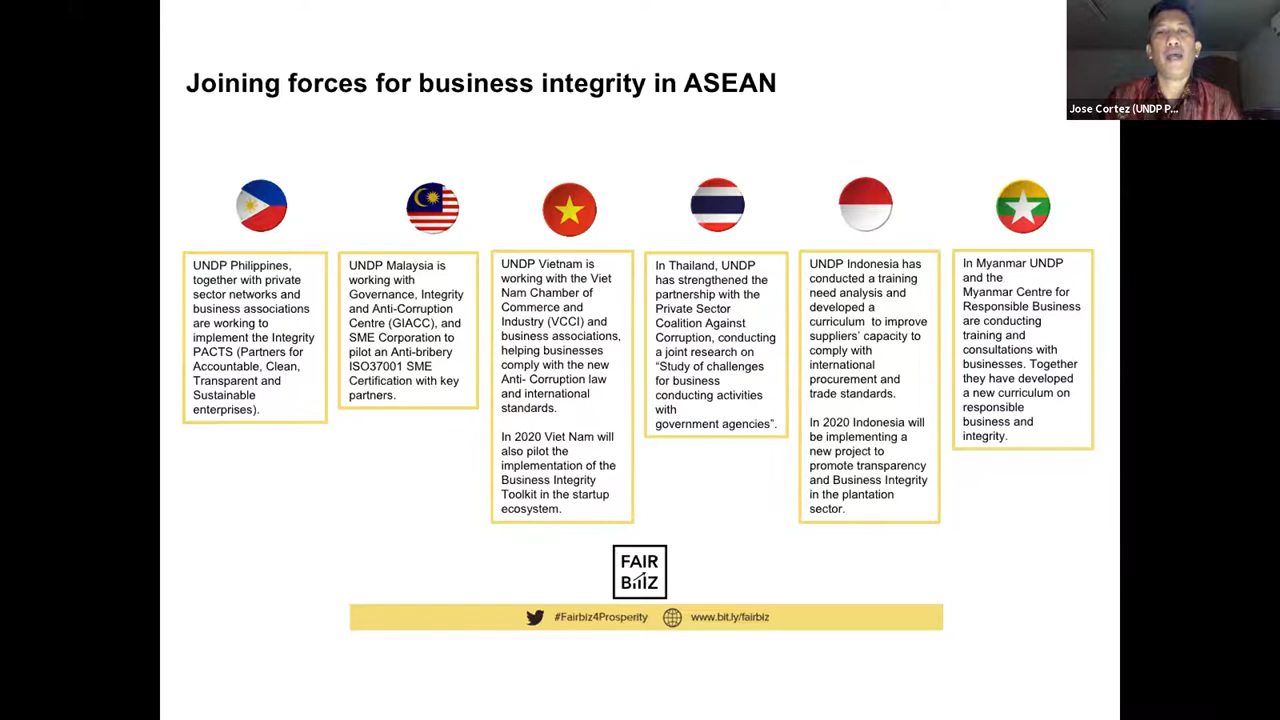 Joining forces for business integrity in ASEAN
Jose Cortez (UNDP P...
UNDP Philippines,
together with private
sector networks and
business associations
are working to
implement the Integrity
PACTS (Partners for
Accountable, Clean,
Transparent and
Sustainable
enterprises).
UNDP Malaysia is
working with
Governance, Integrity
and Anti-Corruption
Centre (GIACC), and
SME Corporation to
pilot an Anti-bribery
ISO37001 SME
Certification with key
partners.
UNDP Vietnam is
working with the Viet
Nam Chamber of
Commerce and
Industry (VCCI) and
business associations,
helping businesses
comply with the new
Anti- Corruption law
and international
standards.
In 2020 Viet Nam will
also pilot the
implementation of the
Business Integrity
Toolkit in the startup
ecosystem.
In Thailand, UNDP
has strengthened the
partnership with the
Private Sector
Coalition Against
Corruption, conducting
a joint research on
“Study of challenges
for business
conducting activities
with
government agencies”.
UNDP Indonesia has
conducted a training
need analysis and
developed a
curriculum to improve
suppliers’ capacity to
comply with
international
procurement and
trade standards.
In 2020 Indonesia will
be implementing a
new project to
promote transparency
and Business Integrity
in the plantation
sector.
In Myanmar UNDP
and the
Myanmar Centre for
Responsible Business
are conducting
training and
consultations with
businesses. Together
they have developed
a new curriculum on
responsible
business and
integrity.
FAIR
BIIIZ
#Fairbiz4Prosperity www.bit.ly/fairbiz